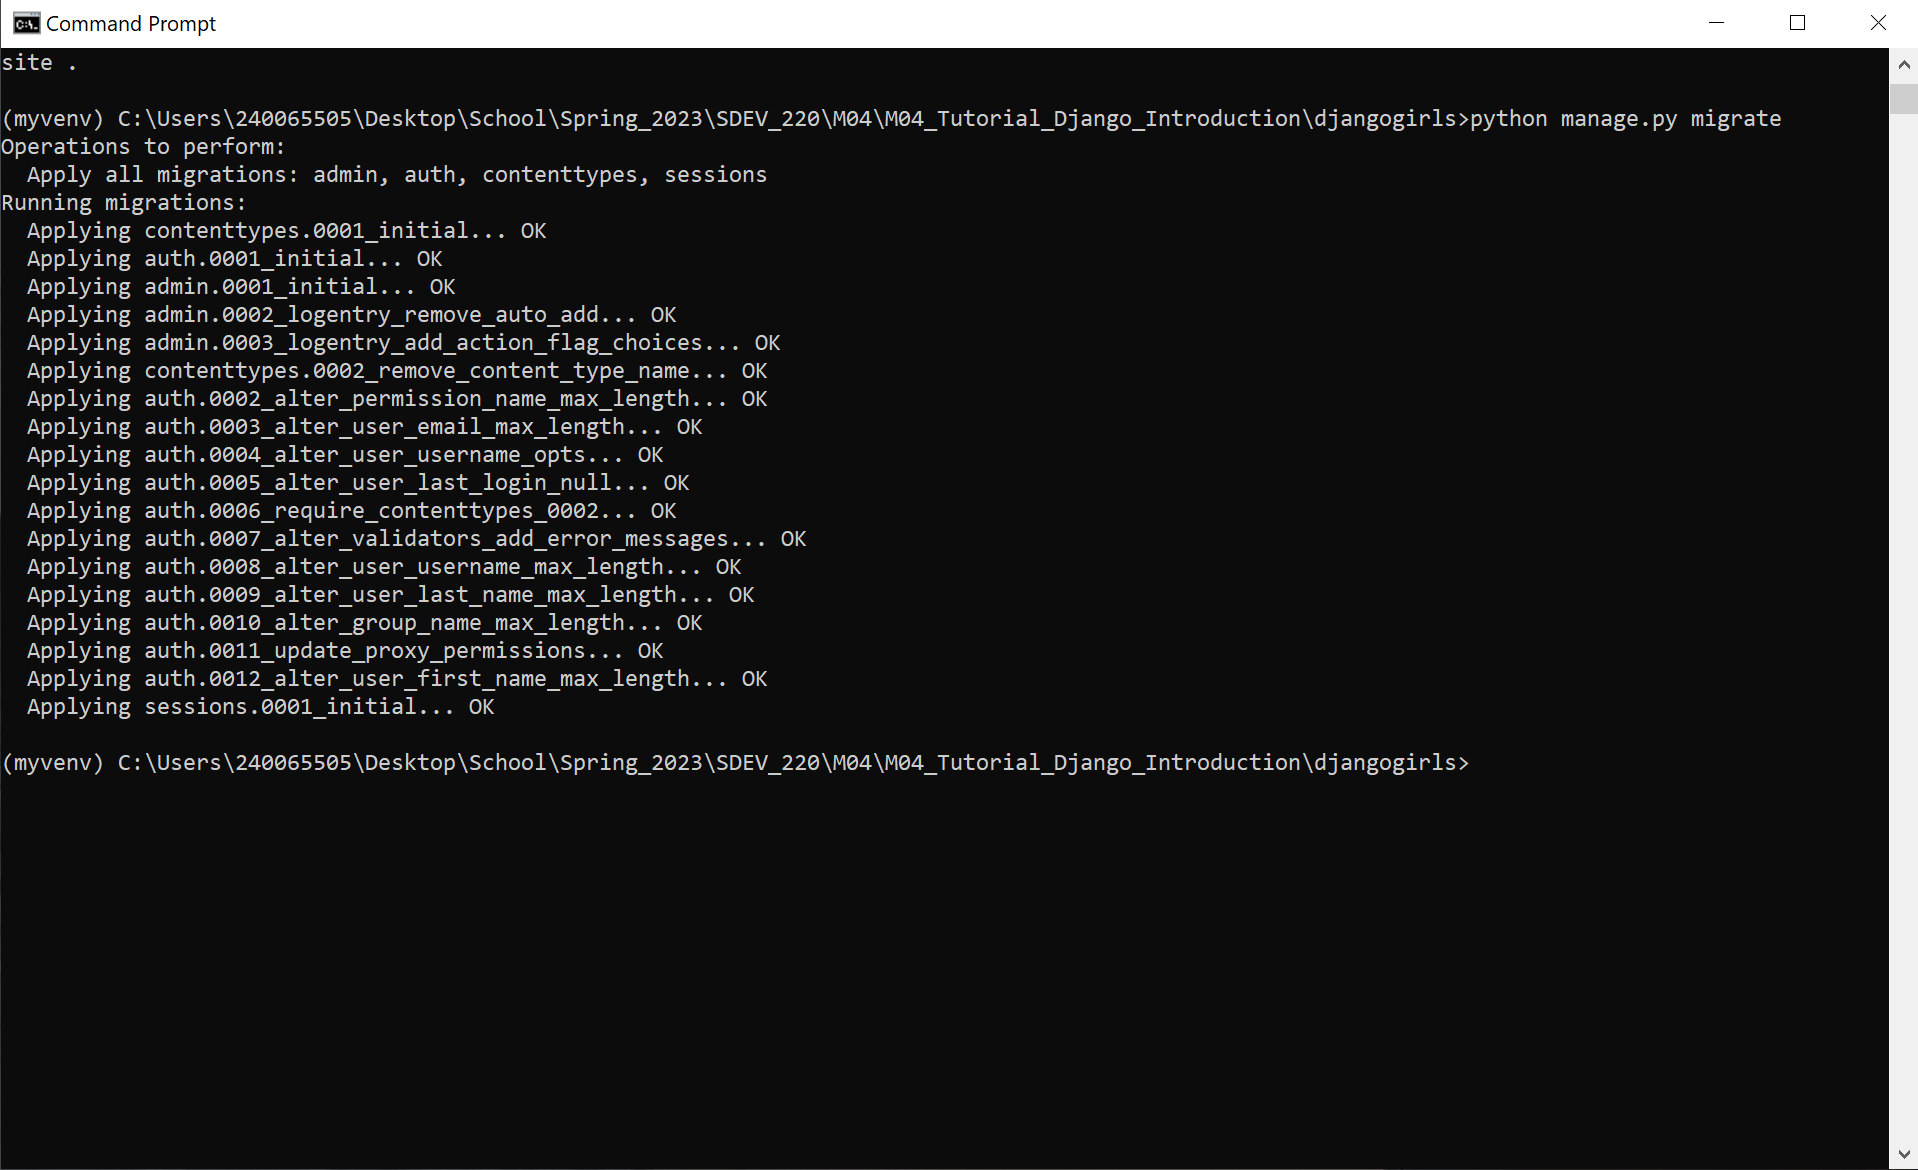 Command Prompt
site .
(myvenv) C:\Users\240065505\Desktop\School\Spring_2023\SDEV_220\M04\M04_Tutorial_Django_Introduction\djangogirls>python manage.py migrate
Operations to perform:
  Apply all migrations: admin, auth, contenttypes, sessions
Running migrations:
  Applying contenttypes.0001_initial... OK
  Applying auth.0001_initial... OK
  Applying admin.0001_initial... OK
  Applying admin.0002_logentry_remove_auto_add... OK
  Applying admin.0003_logentry_add_action_flag_choices... OK
  Applying contenttypes.0002_remove_content_type_name... OK
  Applying auth.0002_alter_permission_name_max_length... OK
  Applying auth.0003_alter_user_email_max_length... OK
  Applying auth.0004_alter_user_username_opts... OK
  Applying auth.0005_alter_user_last_login_null... OK
  Applying auth.0006_require_contenttypes_0002... OK
  Applying auth.0007_alter_validators_add_error_messages... OK
  Applying auth.0008_alter_user_username_max_length... OK
  Applying auth.0009_alter_user_last_name_max_length... OK
  Applying auth.0010_alter_group_name_max_length... OK
  Applying auth.0011_update_proxy_permissions... OK
  Applying auth.0012_alter_user_first_name_max_length... OK
  Applying sessions.0001_initial... OK
(myvenv) C:\Users\240065505\Desktop\School\Spring_2023\SDEV_220\M04\M04_Tutorial_Django_Introduction\djangogirls>